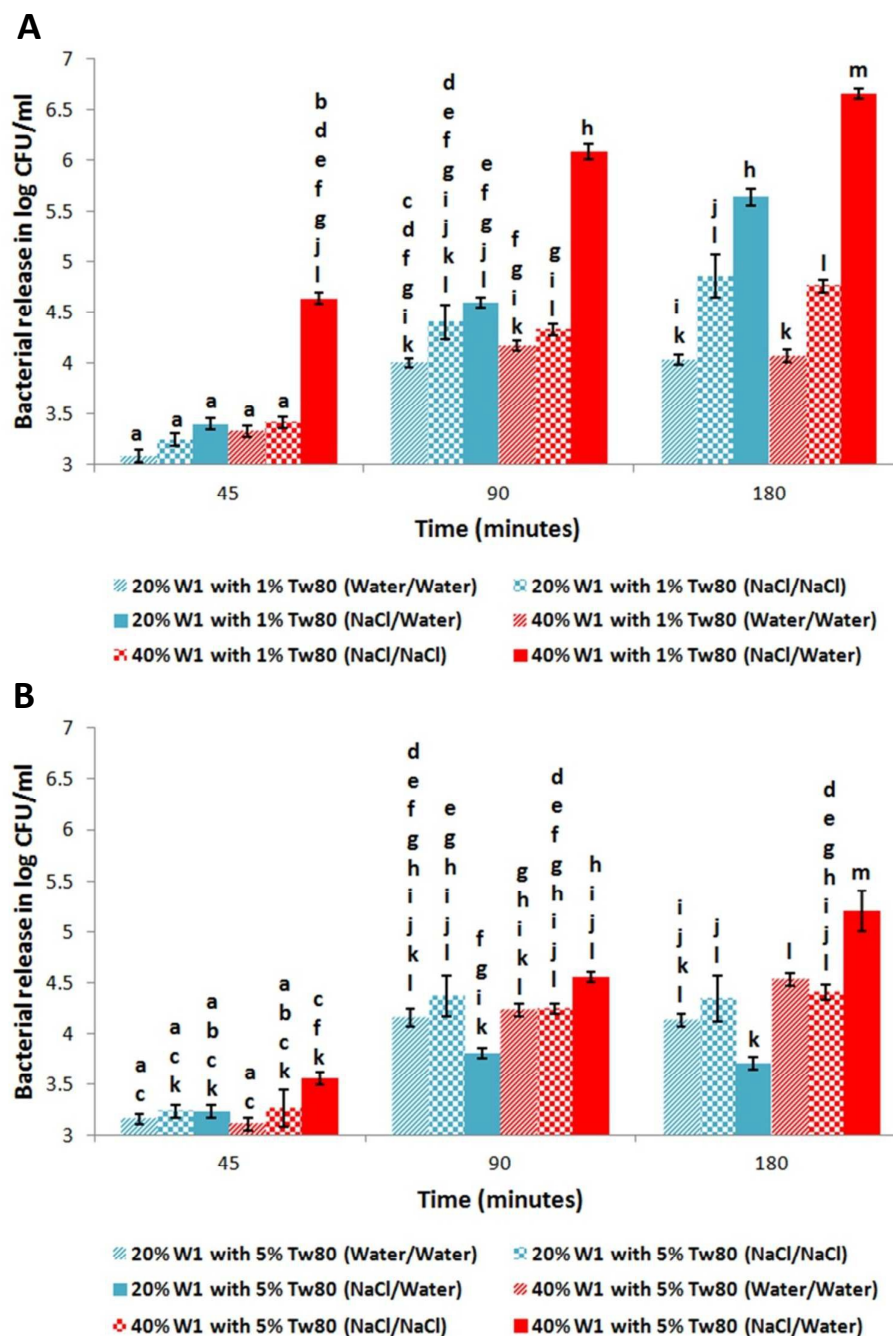 A
Bacterial release in log CFU/ml
7
6.5
6
5.5
5
4.5
4
3.5
3
a
a
a
a
a
b d e f g j l
c d f g i k
d e f g i j k l
e f g j l
f g i k
g i l
h
i k
j l
h
k
l
m
45 90 180
Time (minutes)
20% W1 with 1% Tw80 (Water/Water)
20% W1 with 1% Tw80 (NaCl/NaCl)
20% W1 with 1% Tw80 (NaCl/Water)
40% W1 with 1% Tw80 (Water/Water)
40% W1 with 1% Tw80 (NaCl/NaCl)
40% W1 with 1% Tw80 (NaCl/Water)
B
Bacterial release in log CFU/ml
7
6.5
6
5.5
5
4.5
4
3.5
3
a c
a c k
a b c k
a c
a b c k
c f k
d e f g h i j k l
e g h i j l
f g i k
g h i k l
d e f g h i j l
h i j l
i j k l
j l
k
l
d e g h i j l
m
45 90 180
Time (minutes)
20% W1 with 5% Tw80 (Water/Water)
20% W1 with 5% Tw80 (NaCl/NaCl)
20% W1 with 5% Tw80 (NaCl/Water)
40% W1 with 5% Tw80 (Water/Water)
40% W1 with 5% Tw80 (NaCl/NaCl)
40% W1 with 5% Tw80 (NaCl/Water)